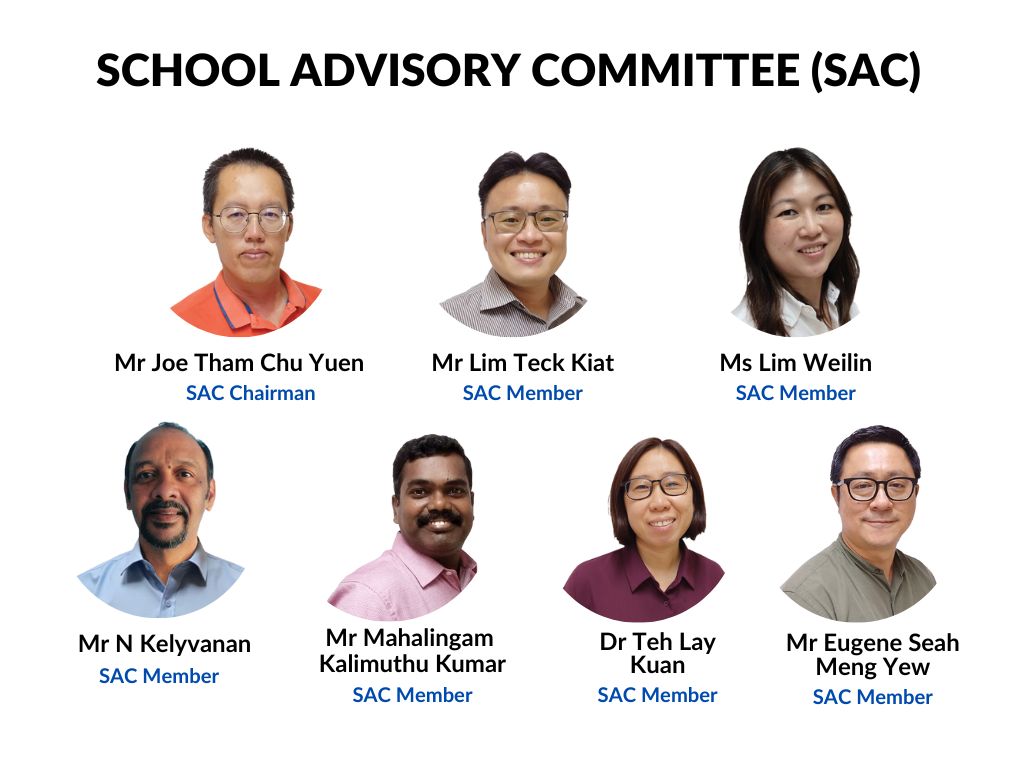 SCHOOL ADVISORY COMMITTEE (SAC)
Mr Joe Tham Chu Yuen
SAC Chairman
Mr Lim Teck Kiat
SAC Member
Ms Lim Weilin
SAC Member
Mr N Kelyvanan
SAC Member
Mr Mahalingam
Kalimuthu Kumar
SAC Member
Dr Teh Lay
Kuan
SAC Member
Mr Eugene Seah
Meng Yew
SAC Member